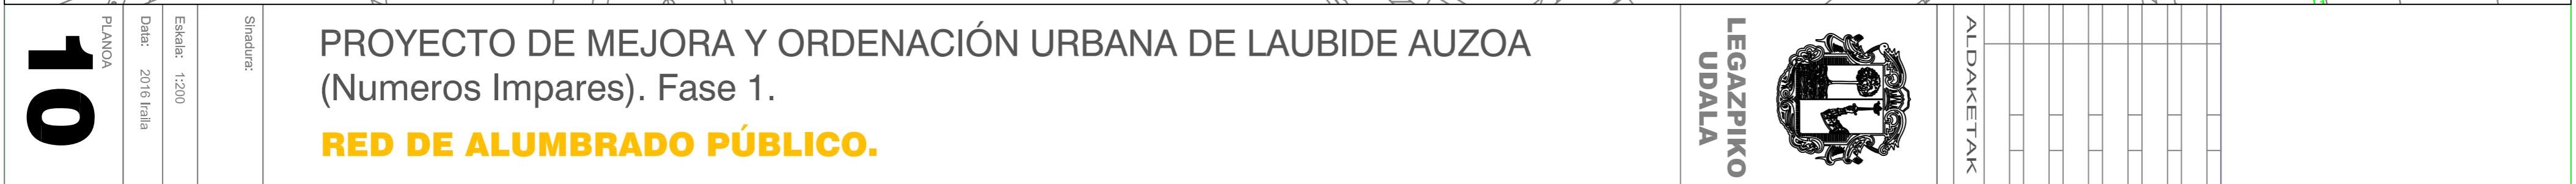 PLANOA
10
Data: 2016 Iraila
Eskala: 1:200
Sinadura:
PROYECTO DE MEJORA Y ORDENACIÓN URBANA DE LAUBIDE AUZOA
(Numeros Impares). Fase 1.
RED DE ALUMBRADO PÚBLICO.
LEGAZPIKO
UDALA
ALDAKETAK